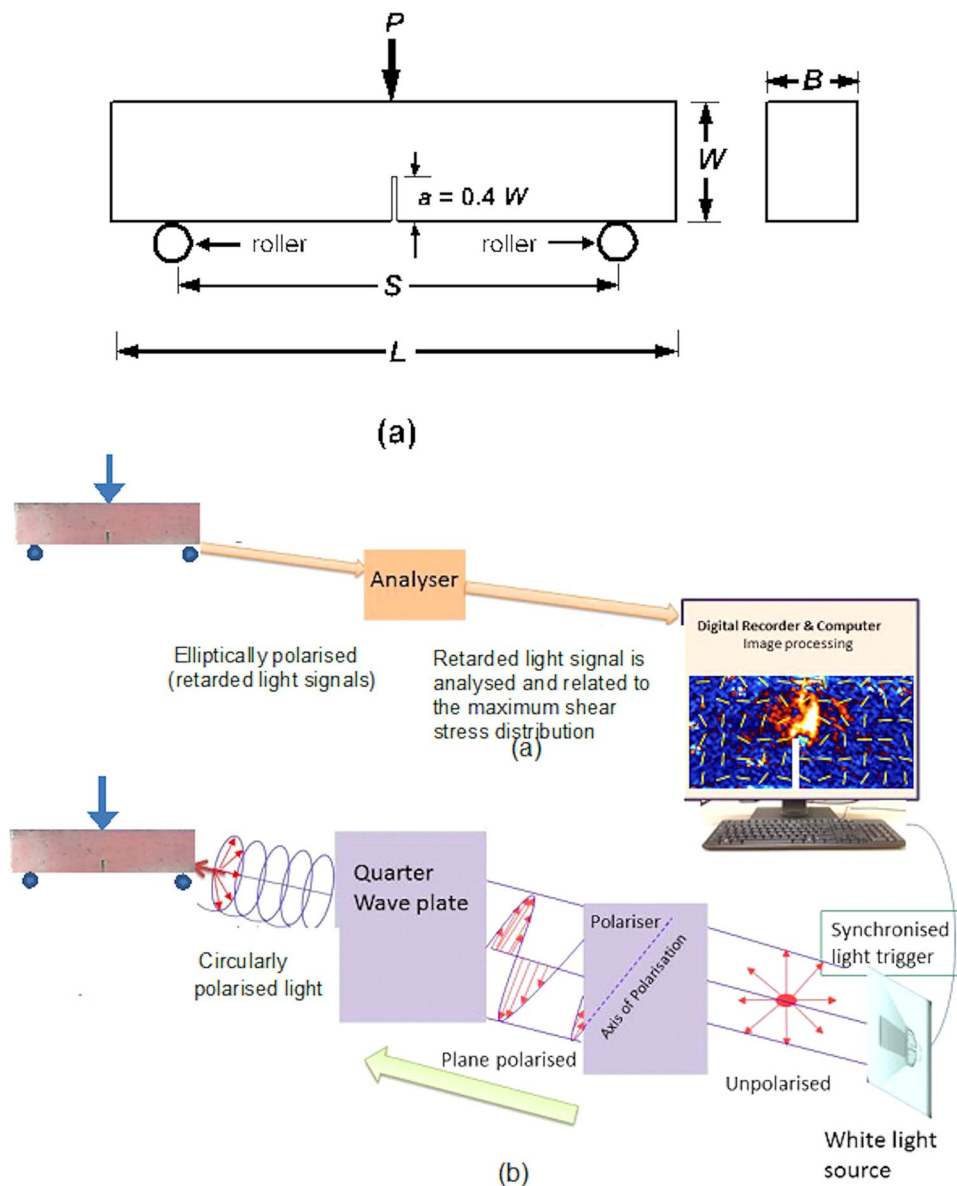 P
B
W
a = 0.4 W
roller
roller
S
L
(a)
Analyser
Digital Recorder & Computer
Image processing
Elliptically polarised
(retarded light signals)
Retarded light signal is
analysed and related to
the maximum shear
stress distribution
(a)
Quarter
Wave plate
Polariser
Axis of Polarisation
Synchronised
light trigger
Circularly
polarised light
Plane polarised
Unpolarised
White light
source
(b)